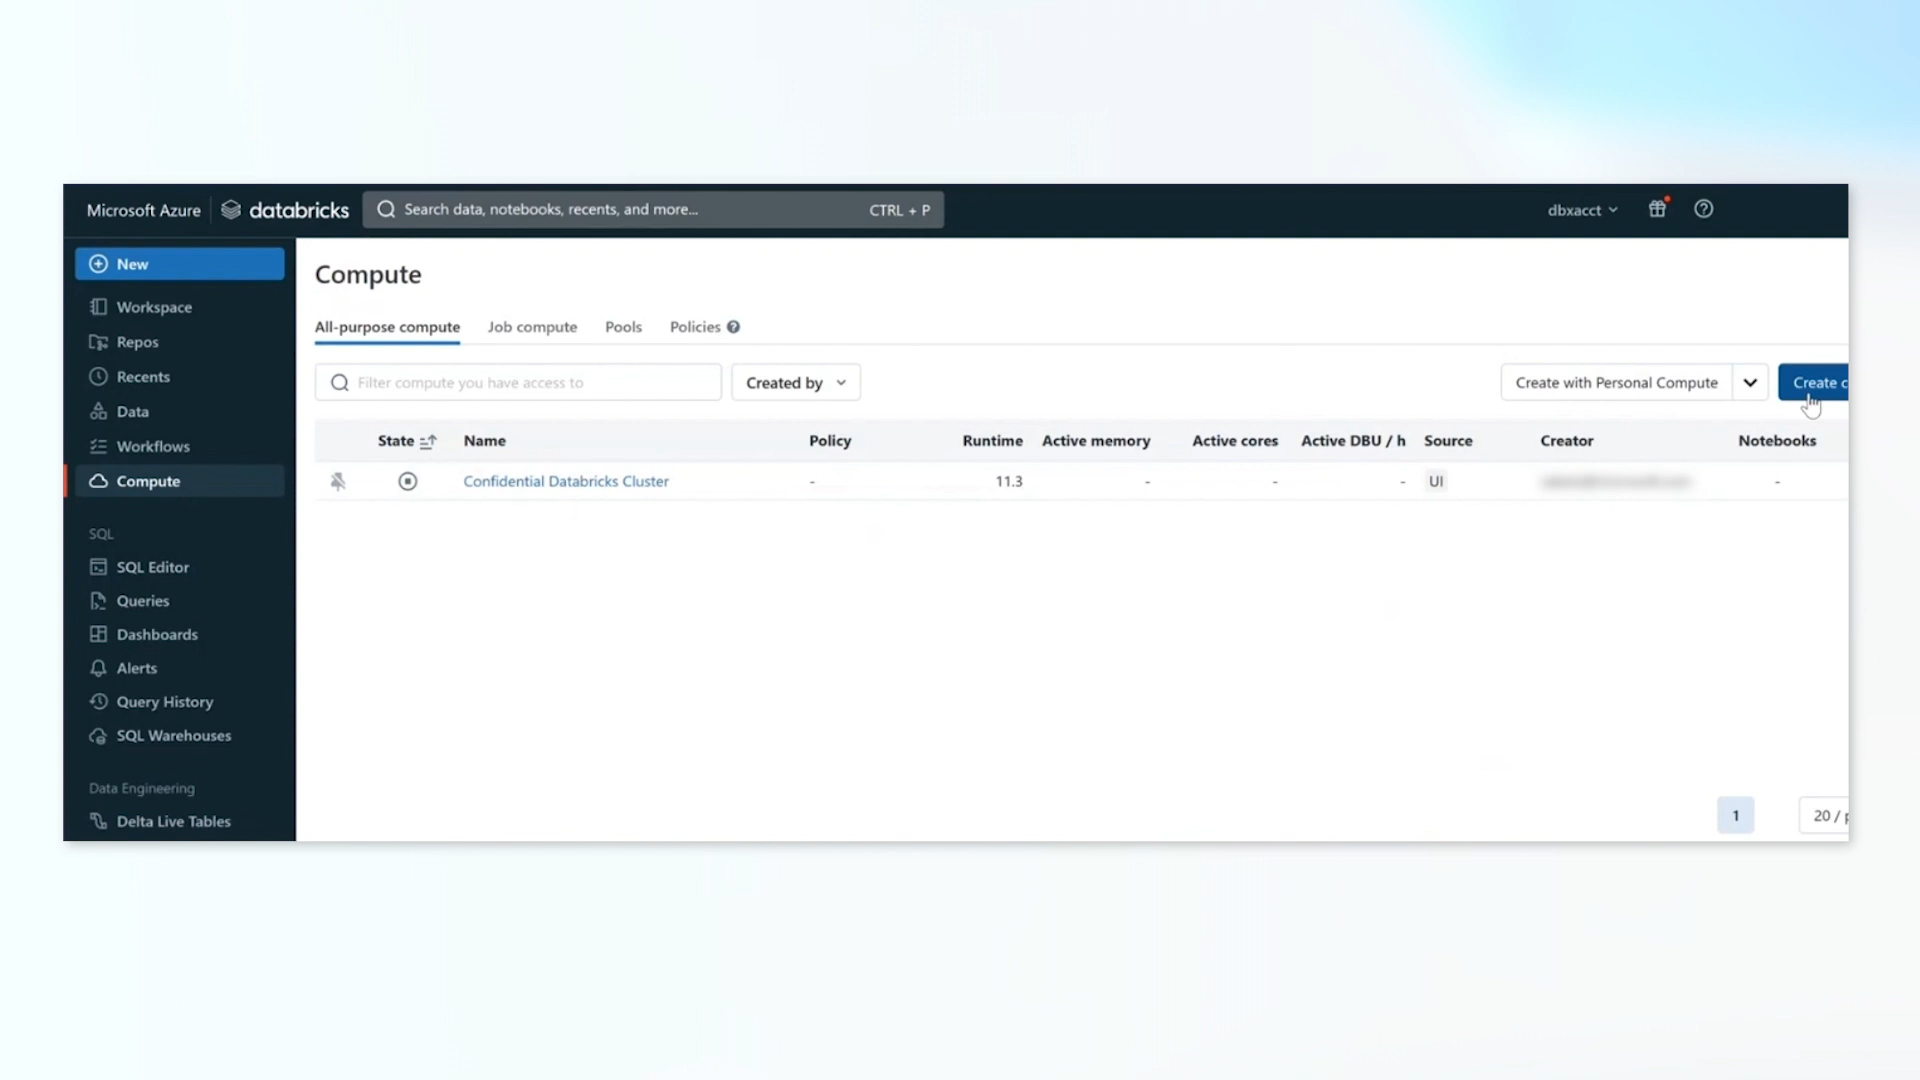 Microsoft Azure databricks Search data, notebooks, recents, and more... CTRL + P dbxacct
New
Workspace
Repos
Recents
Data
Workflows
Compute
SQL
SQL Editor
Queries
Dashboards
Alerts
Query History
SQL Warehouses
Data Engineering
Delta Live Tables
Compute
All-purpose compute Job compute Pools Policies
Filter compute you have access to Created by Create with Personal Compute Create
State Name Policy Runtime Active memory Active cores Active DBU / h Source Creator Notebooks
Confidential Databricks Cluster - 11.3 - - - UI -
1 20 /